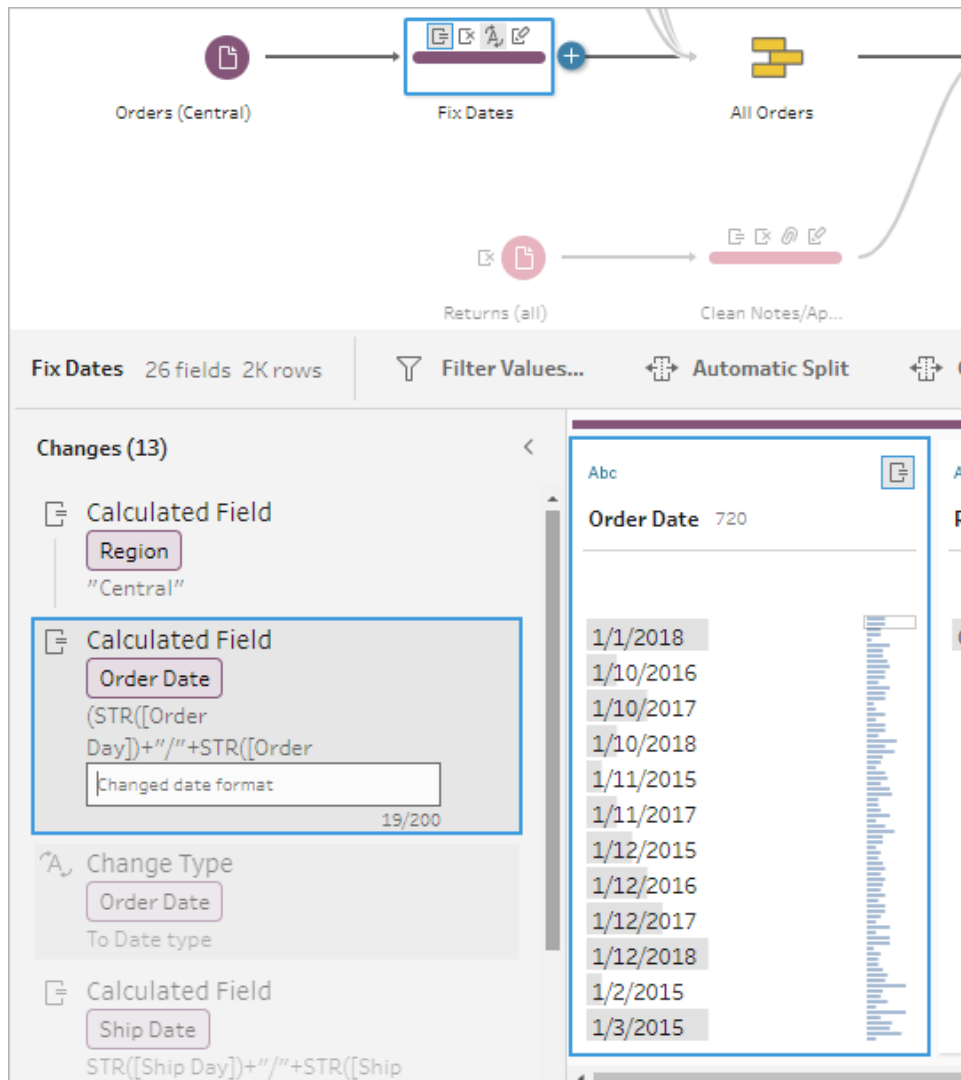 Orders (Central)
Fix Dates
All Orders
Returns (all)
Clean Notes/Ap...
Fix Dates 26 fields 2K rows
Filter Values...
Automatic Split
Changes (13)
Calculated Field
Region
"Central"
Calculated Field
Order Date
(STR([Order
Day])+"/"+STR([Order
Changed date format
19/200
Change Type
Order Date
To Date type
Calculated Field
Ship Date
STR([Ship Day])+"/"+STR([Ship
Abc
Order Date 720
1/1/2018
1/10/2016
1/10/2017
1/10/2018
1/11/2015
1/11/2017
1/12/2015
1/12/2016
1/12/2017
1/12/2018
1/2/2015
1/3/2015